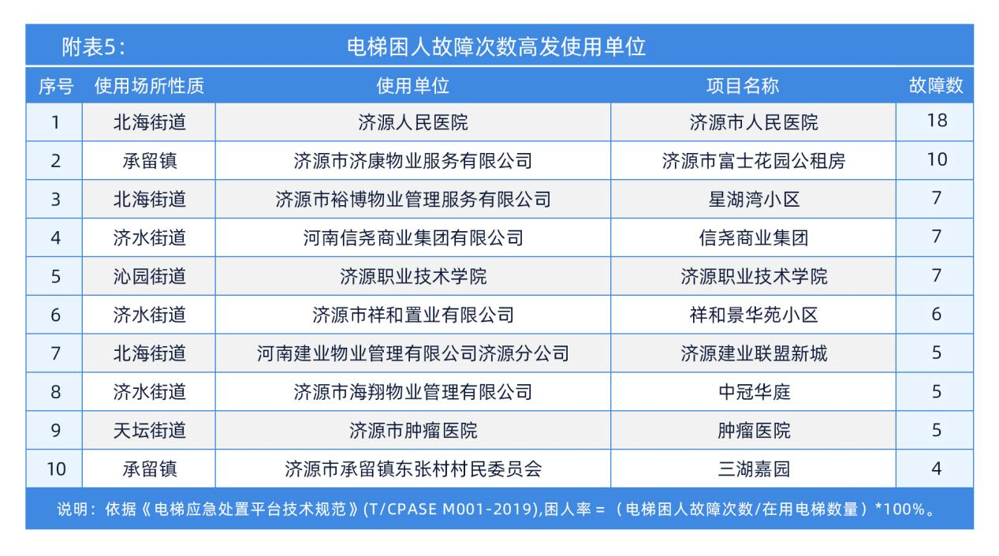 附表5： 电梯困人故障次数高发使用单位
序号 使用场所性质 使用单位 项目名称 故障数
1 北海街道 济源人民医院 济源市人民医院 18
2 承留镇 济源市济康物业服务有限公司 济源市富士花园公租房 10
3 北海街道 济源市裕博物业管理服务有限公司 星湖湾小区 7
4 济水街道 河南信尧商业集团有限公司 信尧商业集团 7
5 沁园街道 济源职业技术学院 济源职业技术学院 7
6 济水街道 济源市祥和置业有限公司 祥和景华苑小区 6
7 北海街道 河南建业物业管理有限公司济源分公司 济源建业联盟新城 5
8 济水街道 济源市海翔物业管理有限公司 中冠华庭 5
9 天坛街道 济源市肿瘤医院 肿瘤医院 5
10 承留镇 济源市承留镇东张村村民委员会 三湖嘉园 4
说明：依据《电梯应急处置平台技术规范》(T/CPASE M001-2019),困人率＝（电梯困人故障次数/在用电梯数量）*100%。